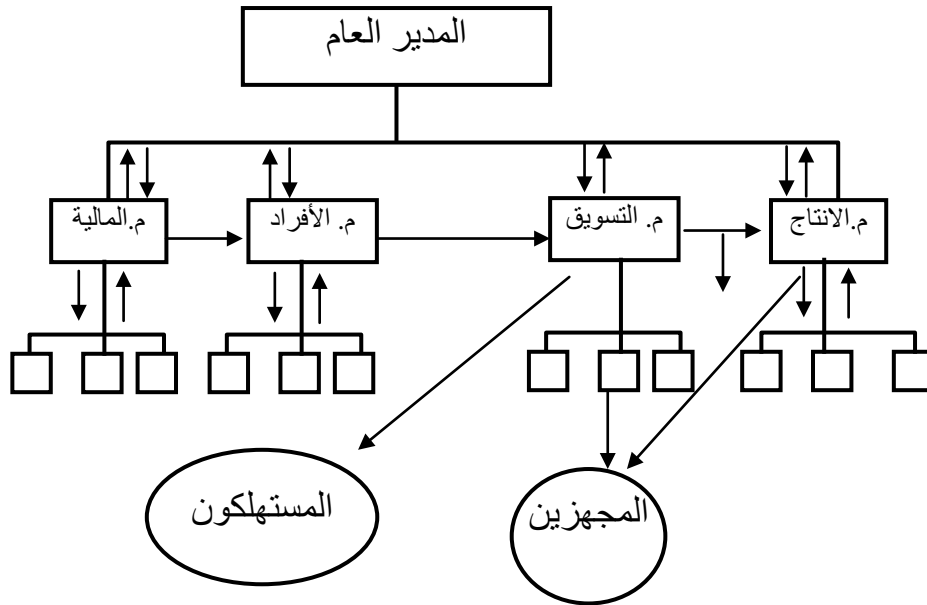 المدير العام
م.الانتاج
م. التسويق
م. الأفراد
م.المالية
المستهلكون
المجهزين